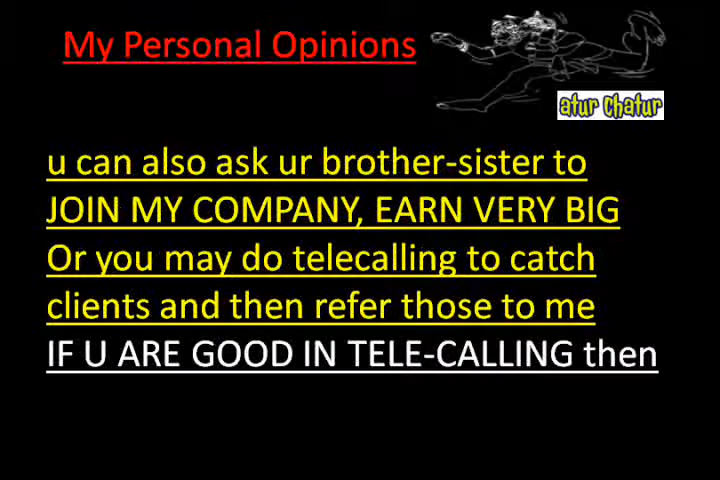 My Personal Opinions
atur chatur
u can also ask ur brother-sister to
JOIN MY COMPANY, EARN VERY BIG
Or you may do telecalling to catch
clients and then refer those to me
IF U ARE GOOD IN TELE-CALLING then